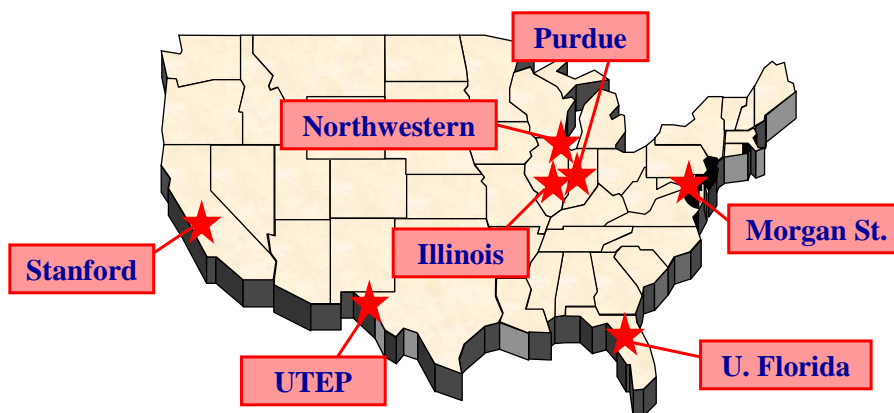 Purdue
Northwestern
Morgan St.
Illinois
Stanford
U. Florida
UTEP